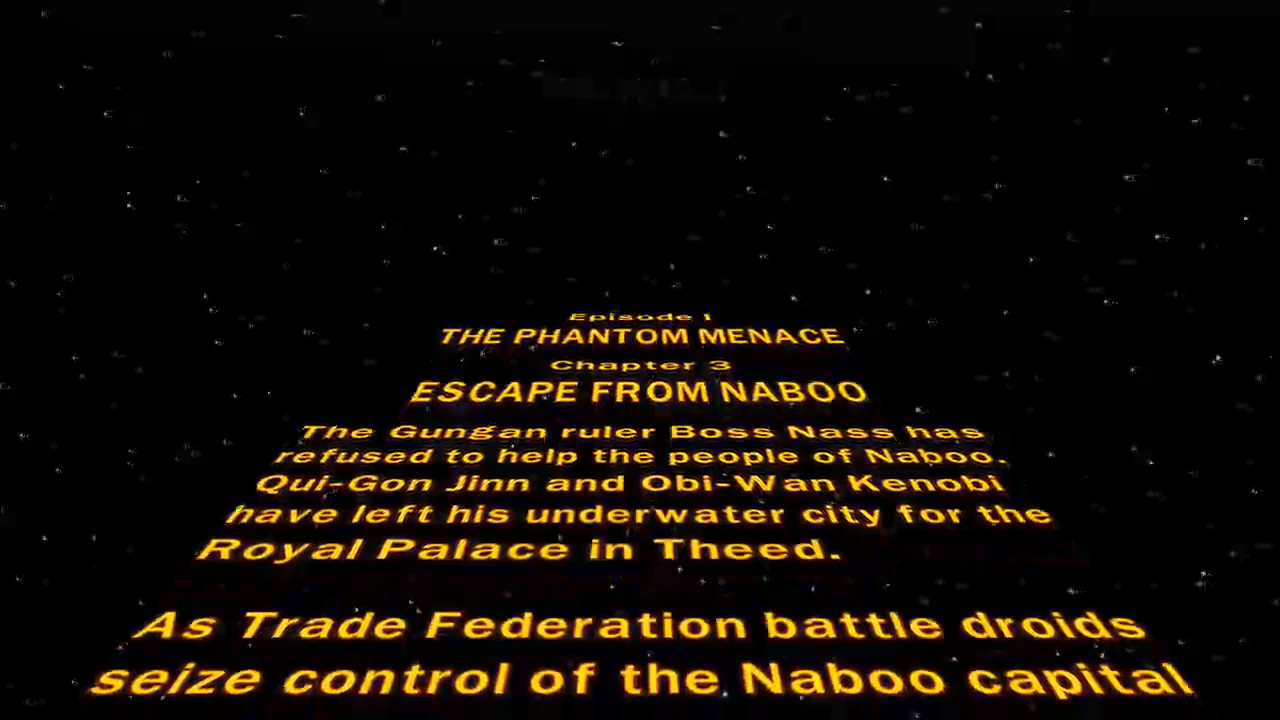 Episode I
THE PHANTOM MENACE
Chapter 3
ESCAPE FROM NABOO
The Gungan ruler Boss Nass has
refused to help the people of Naboo.
Qui-Gon Jinn and Obi-Wan Kenobi
have left his underwater city for the
Royal Palace in Theed.
As Trade Federation battle droids
seize control of the Naboo capital